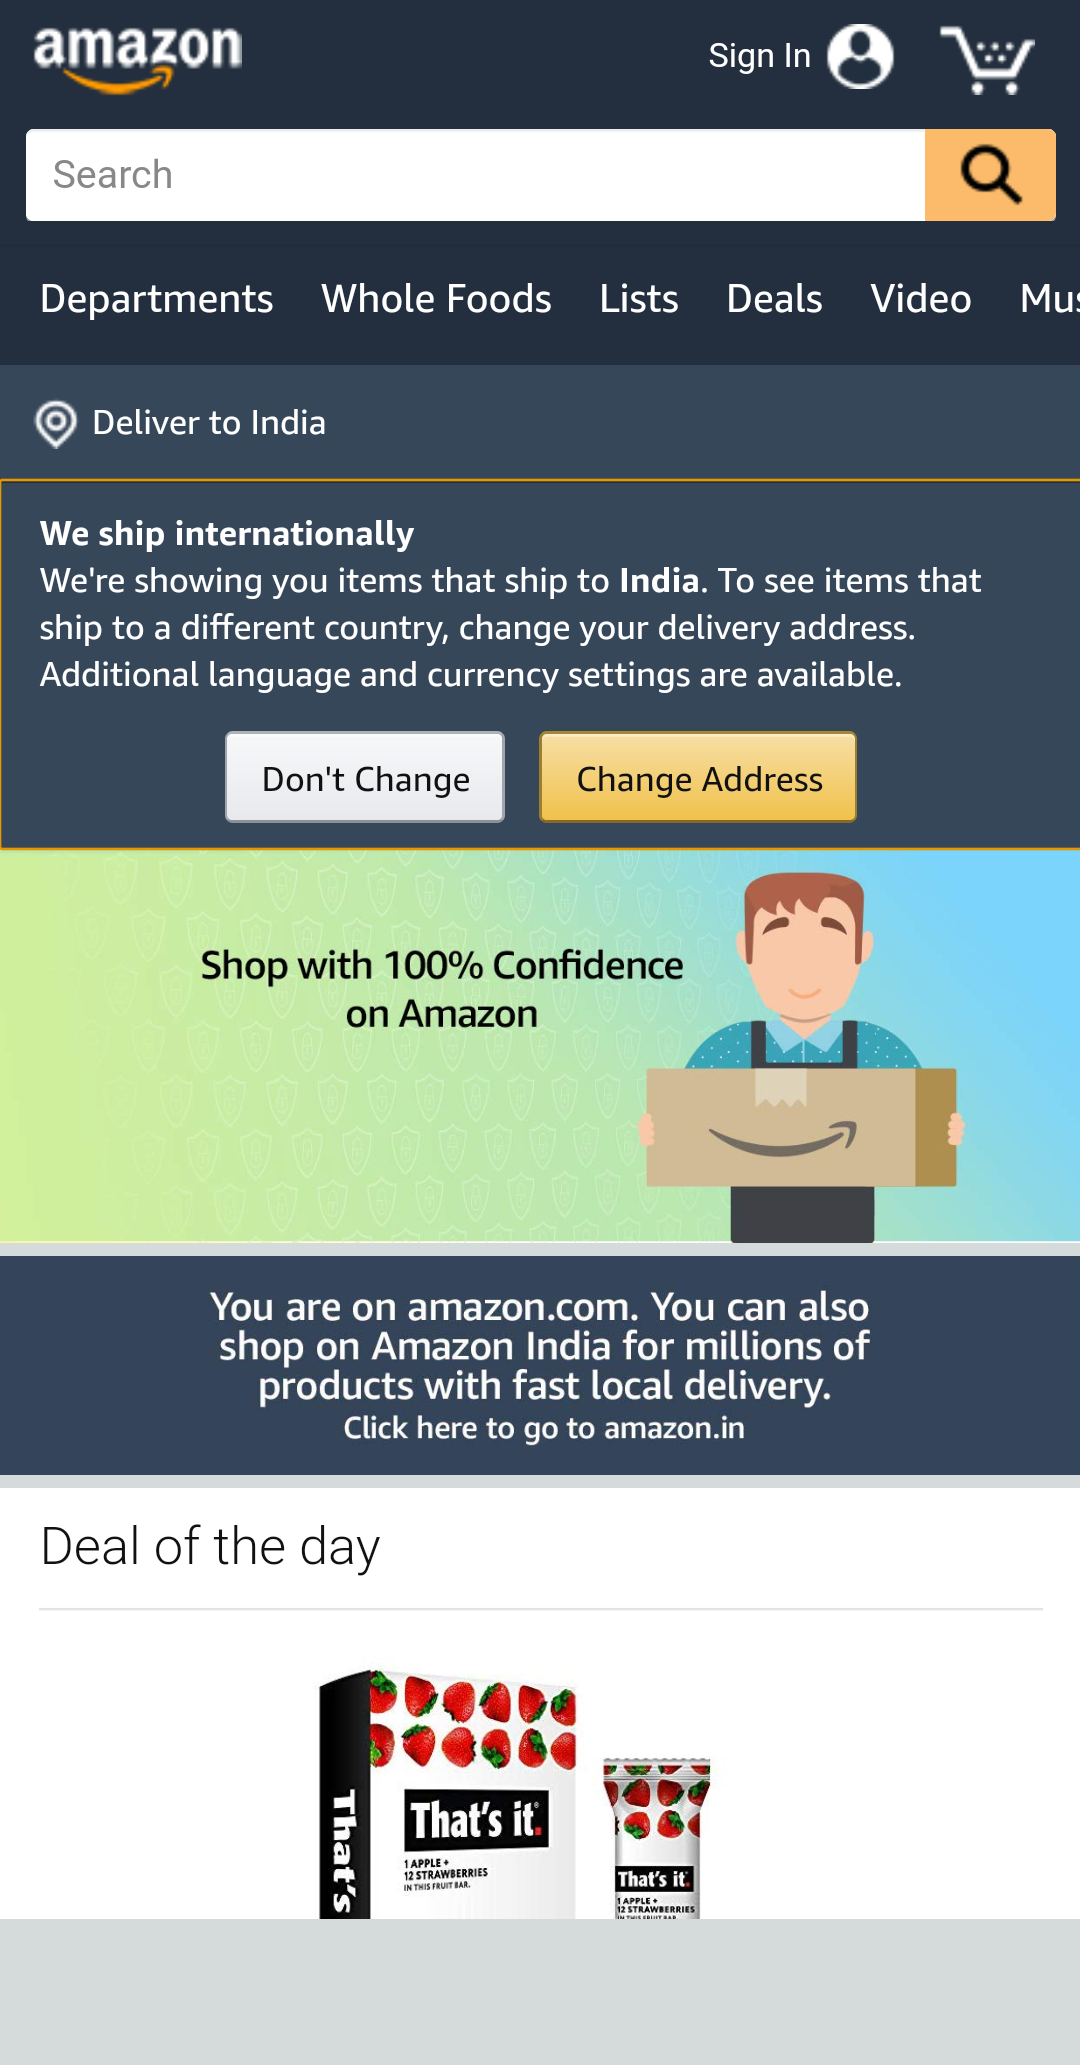 amazon
Sign In
Search
Departments Whole Foods Lists Deals Video Mus
Deliver to India
We ship internationally
We're showing you items that ship to India. To see items that
ship to a different country, change your delivery address.
Additional language and currency settings are available.
Don't Change Change Address
Shop with 100% Confidence
on Amazon
You are on amazon.com. You can also
shop on Amazon India for millions of
products with fast local delivery.
Click here to go to amazon.in
Deal of the day
That's
That's it.
1 APPLE +
12 STRAWBERRIES
IN THIS FRUIT BAR.
That's it.
1 APPLE +
12 STRAWBERRIES
IN THIS FRUIT BAR